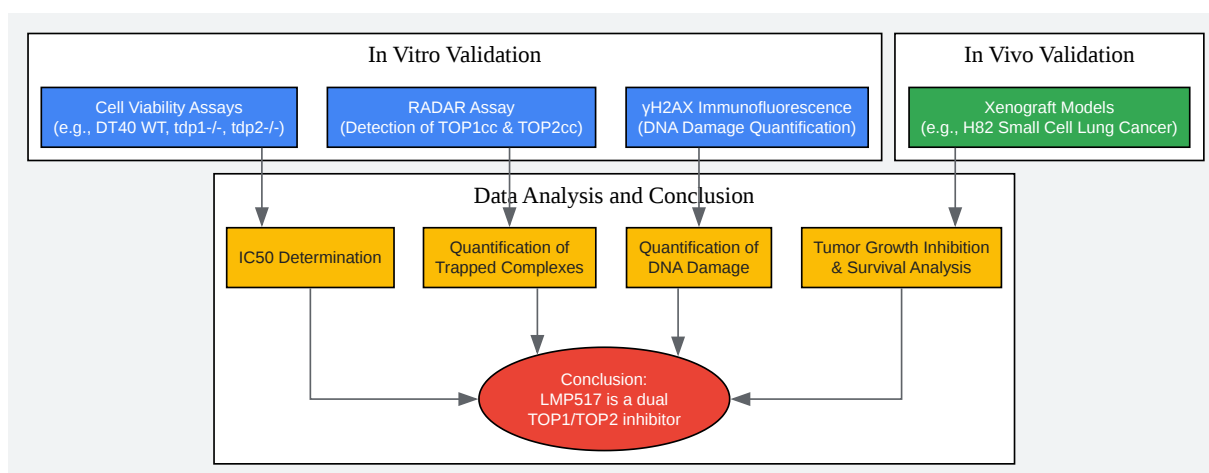 In Vitro Validation
In Vivo Validation
Cell Viability Assays
(e.g., DT40 WT, tdp1-/-, tdp2-/-)
RADAR Assay
(Detection of TOP1cc & TOP2cc)
γH2AX Immunofluorescence
(DNA Damage Quantification)
Xenograft Models
(e.g., H82 Small Cell Lung Cancer)
Data Analysis and Conclusion
IC50 Determination
Quantification of
Trapped Complexes
Quantification of
DNA Damage
Tumor Growth Inhibition
& Survival Analysis
Conclusion:
LMP517 is a dual
TOP1/TOP2 inhibitor